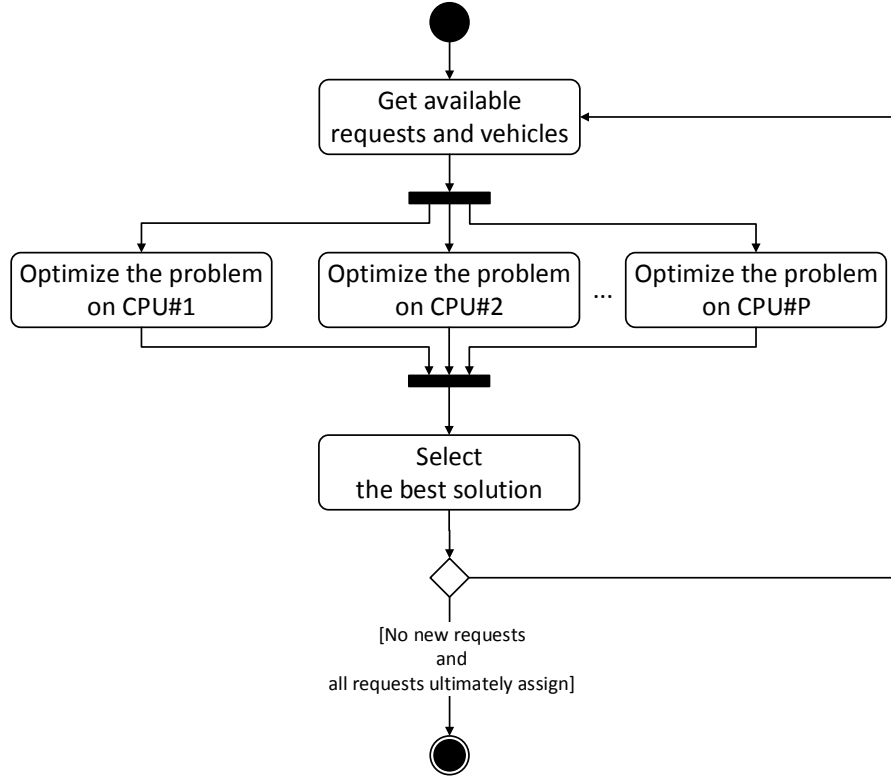 Get available
requests and vehicles
Optimize the problem
on CPU#1
Optimize the problem
on CPU#2
...
Optimize the problem
on CPU#P
Select
the best solution
[No new requests
and
all requests ultimately assign]